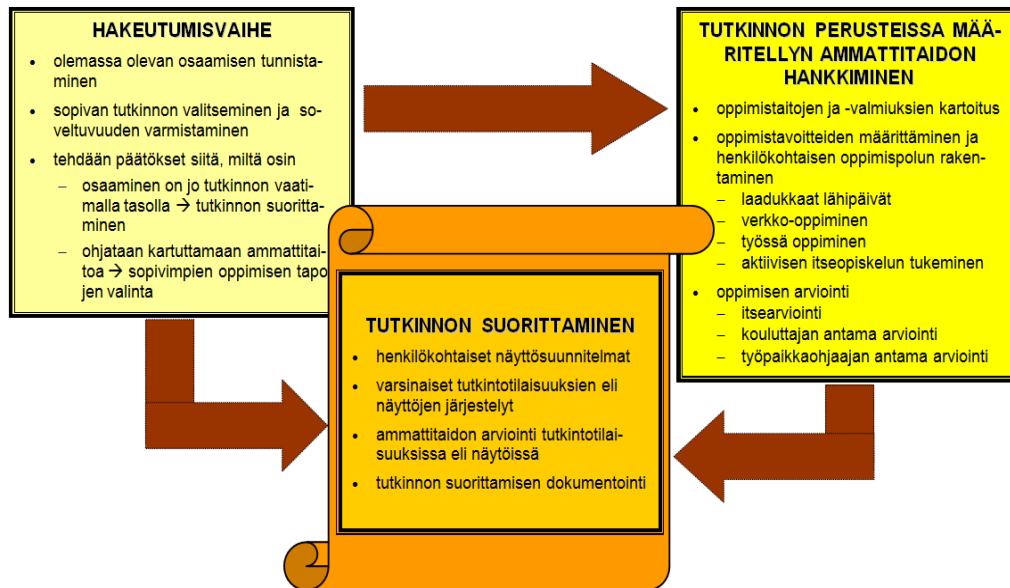 HAKEUTUMISVAIHE
• olemassa olevan osaamisen tunnista-
minen
• sopivan tutkinnon valitseminen ja so-
veltuvuuden varmistaminen
• tehdään päätökset siitä, miltä osin
– osaaminen on jo tutkinnon vaati-
malla tasolla → tutkinnon suoritta-
minen
– ohjataan kartuttamaan ammattitai-
toa → sopivimpien oppimisen tapo
jen valinta
TUTKINNON PERUSTEISSA MÄÄ-
RITELLYN AMMATTITAIDON
HANKKIMINEN
• oppimistaitojen ja -valmiuksien kartoitus
• oppimistavoitteiden määrittäminen ja
henkilökohtaisen oppimispolun raken-
taminen
– laadukkaat lähipäivät
– verkko-oppiminen
– työssä oppiminen
– aktiivisen itseopiskelun tukeminen
• oppimisen arviointi
– itsearviointi
– kouluttajan antama arviointi
– työpaikkaohjaajan antama arviointi
TUTKINNON SUORITTAMINEN
• henkilökohtaiset näyttösuunnitelmat
• varsinaiset tutkintotilaisuuksien eli
näyttöjen järjestelyt
• ammattitaidon arviointi tutkintotilai-
suuksissa eli näytöissä
• tutkinnon suorittamisen dokumentointi